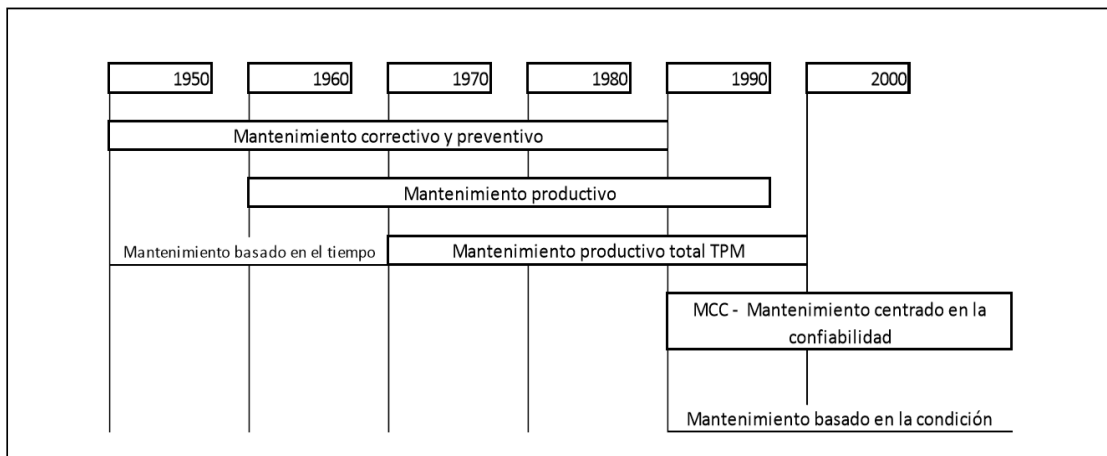 1950 1960 1970 1980 1990 2000
Mantenimiento correctivo y preventivo
Mantenimiento productivo
Mantenimiento basado en el tiempo Mantenimiento productivo total TPM
MCC - Mantenimiento centrado en la
confiabilidad
Mantenimiento basado en la condición